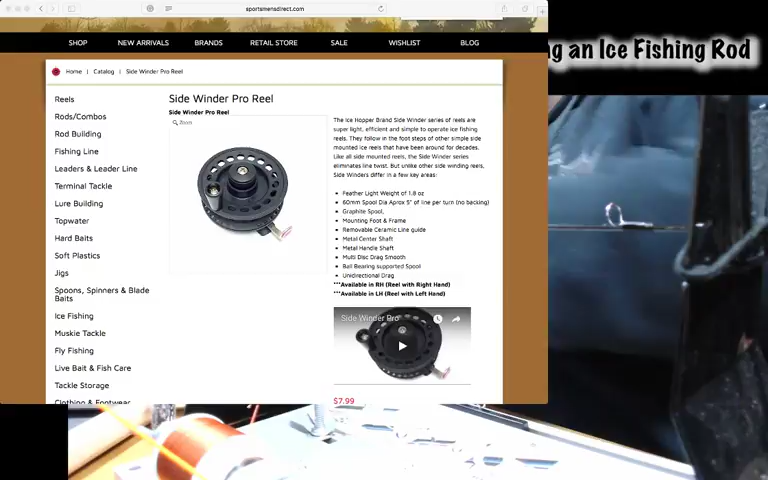 sportsmensdirect.com
SHOP NEW ARRIVALS BRANDS RETAIL STORE SALE WISHLIST BLOG
g an Ice Fishing Rod
Home › Catalog › Side Winder Pro Reel
Reels
Rods/Combos
Rod Building
Fishing Line
Leaders & Leader Line
Terminal Tackle
Lure Building
Topwater
Hard Baits
Soft Plastics
Jigs
Spoons, Spinners & Blade
Baits
Ice Fishing
Muskie Tackle
Fly Fishing
Live Bait & Fish Care
Tackle Storage
Clothing & Footwear
Side Winder Pro Reel
Side Winder Pro Reel
Zoom
The Ice Hopper Brand Side Winder series of reels are
super light, efficient and simple to operate ice fishing
reels. They follow in the foot steps of other simple side
mounted ice reels that have been around for decades.
Like all side mounted reels, the Side Winder series
eliminates line twist. But unlike other side winding reels,
Side Winders differ in a few key areas:
Feather Light Weight of 1.8 oz
60mm Spool Dia Aprox 5" of line per turn (no backing)
Graphite Spool,
Mounting Foot & Frame
Removable Ceramic Line guide
Metal Center Shaft
Metal Handle Shaft
Multi Disc Drag Smooth
Ball Bearing supported Spool
Unidirectional Drag
***Available in RH (Reel with Right Hand)
***Available in LH (Reel with Left Hand)
Side Winder Pro
$7.99